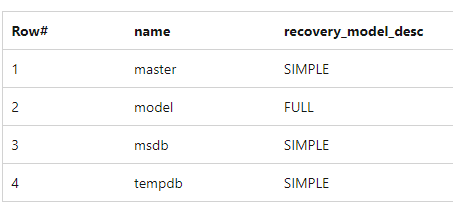 Row# name recovery_model_desc
1 master SIMPLE
2 model FULL
3 msdb SIMPLE
4 tempdb SIMPLE